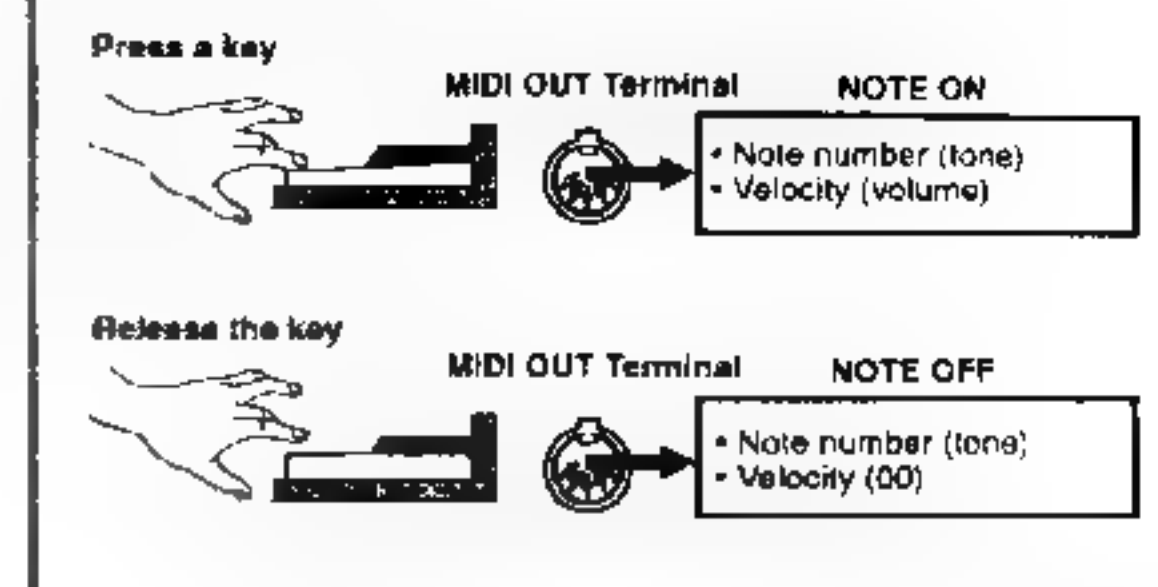 Press a key
MIDI OUT Terminal
NOTE ON
• Note number (tone)
• Velocity (volume)
Release the key
MIDI OUT Terminal
NOTE OFF
• Note number (tone)
• Velocity (00)